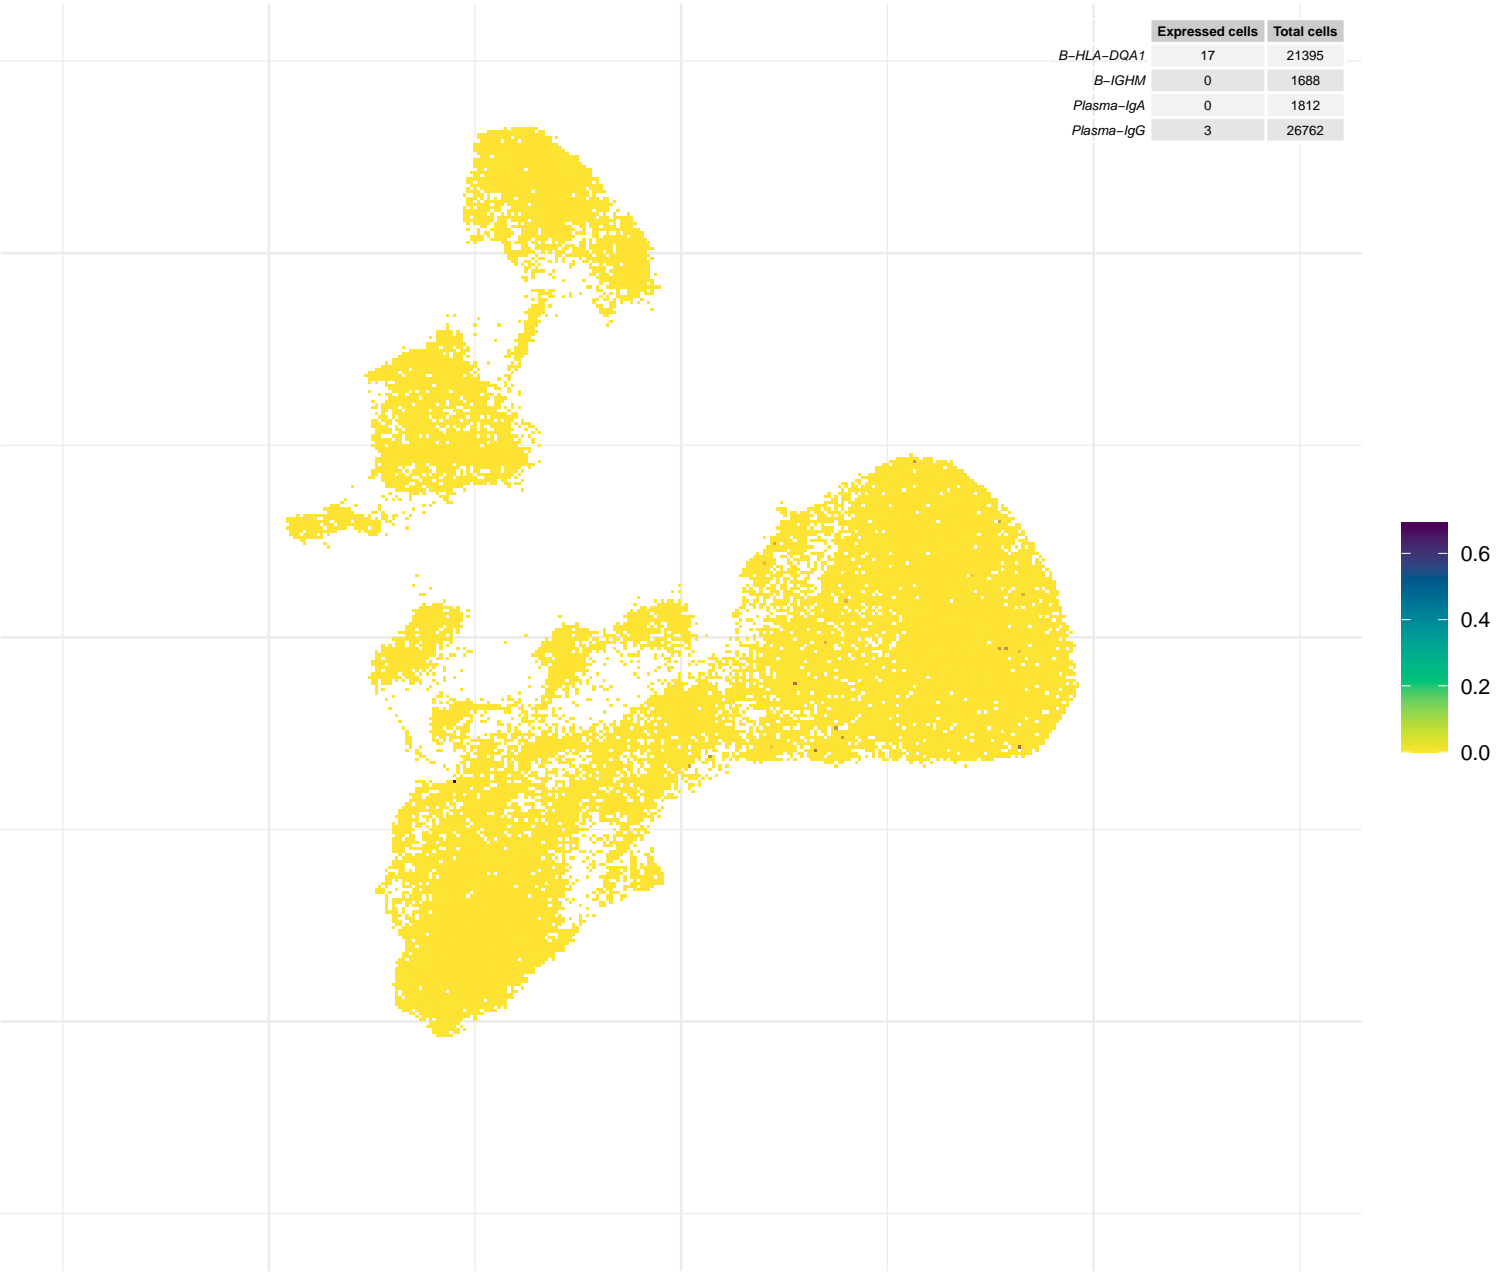 Expressed cells Total cells
B−HLA−DQA1 17 21395
B−IGHM 0 1688
Plasma−IgA 0 1812
Plasma−IgG 3 26762
0.6
0.4
0.2
0.0